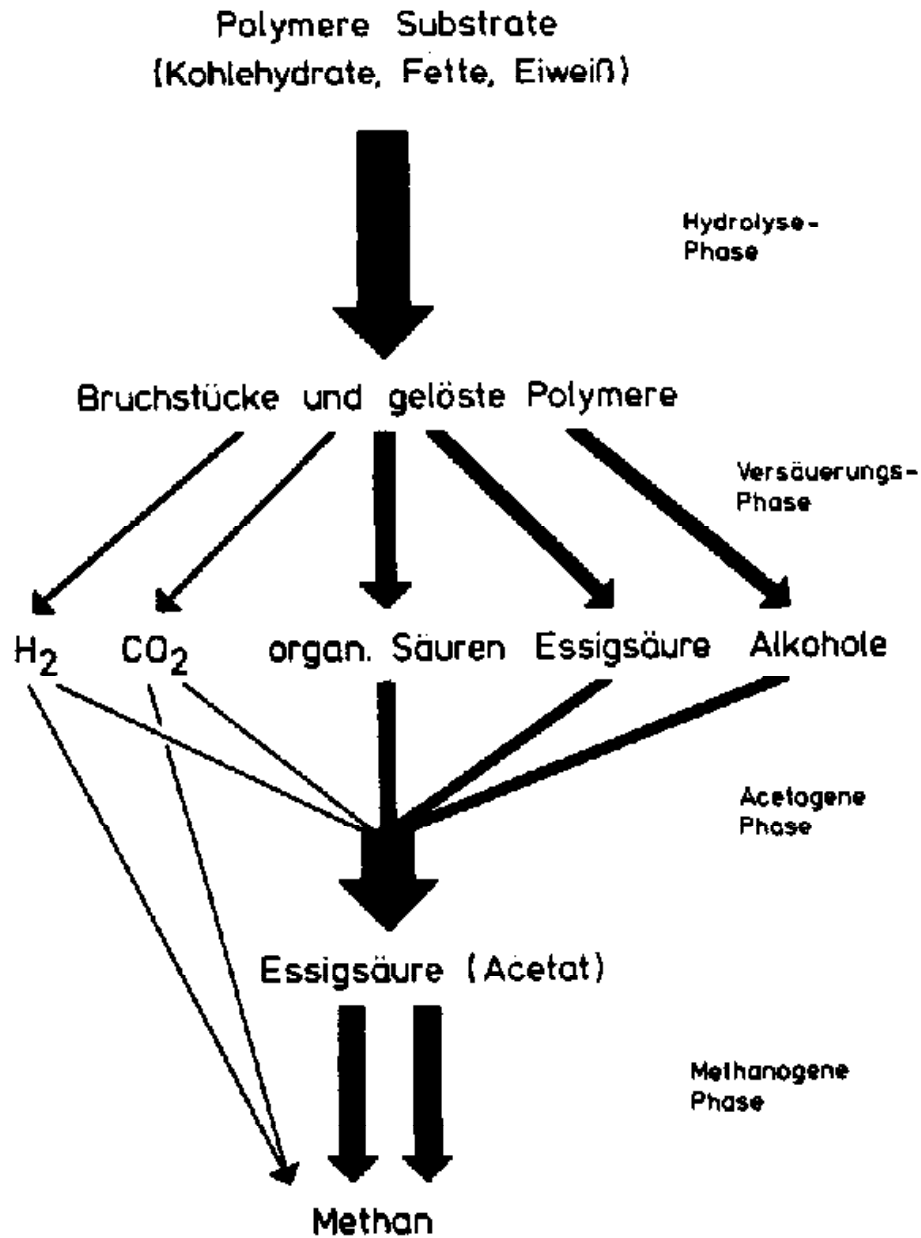 Polymere Substrate
(Kohlehydrate, Fette, Eiweiß)
Hydrolyse-
Phase
Bruchstücke und gelöste Polymere
Versäuerungs-
Phase
H2 CO2 organ. Säuren Essigsäure Alkohole
Acetogene
Phase
Essigsäure (Acetat)
Methanogene
Phase
Methan